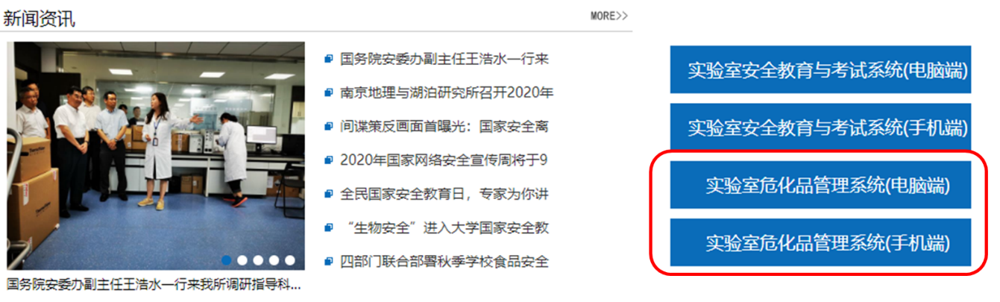 新闻资讯
MORE>>
国务院安委办副主任王浩水一行来
南京地理与湖泊研究所召开2020年
间谍策反画面首曝光：国家安全离
2020年国家网络安全宣传周将于9
全民国家安全教育日，专家为你讲
“生物安全”进入大学国家安全教
四部门联合部署秋季学校食品安全
国务院安委办副主任王浩水一行来我所调研指导科...
实验室安全教育与考试系统(电脑端)
实验室安全教育与考试系统(手机端)
实验室危化品管理系统(电脑端)
实验室危化品管理系统(手机端)